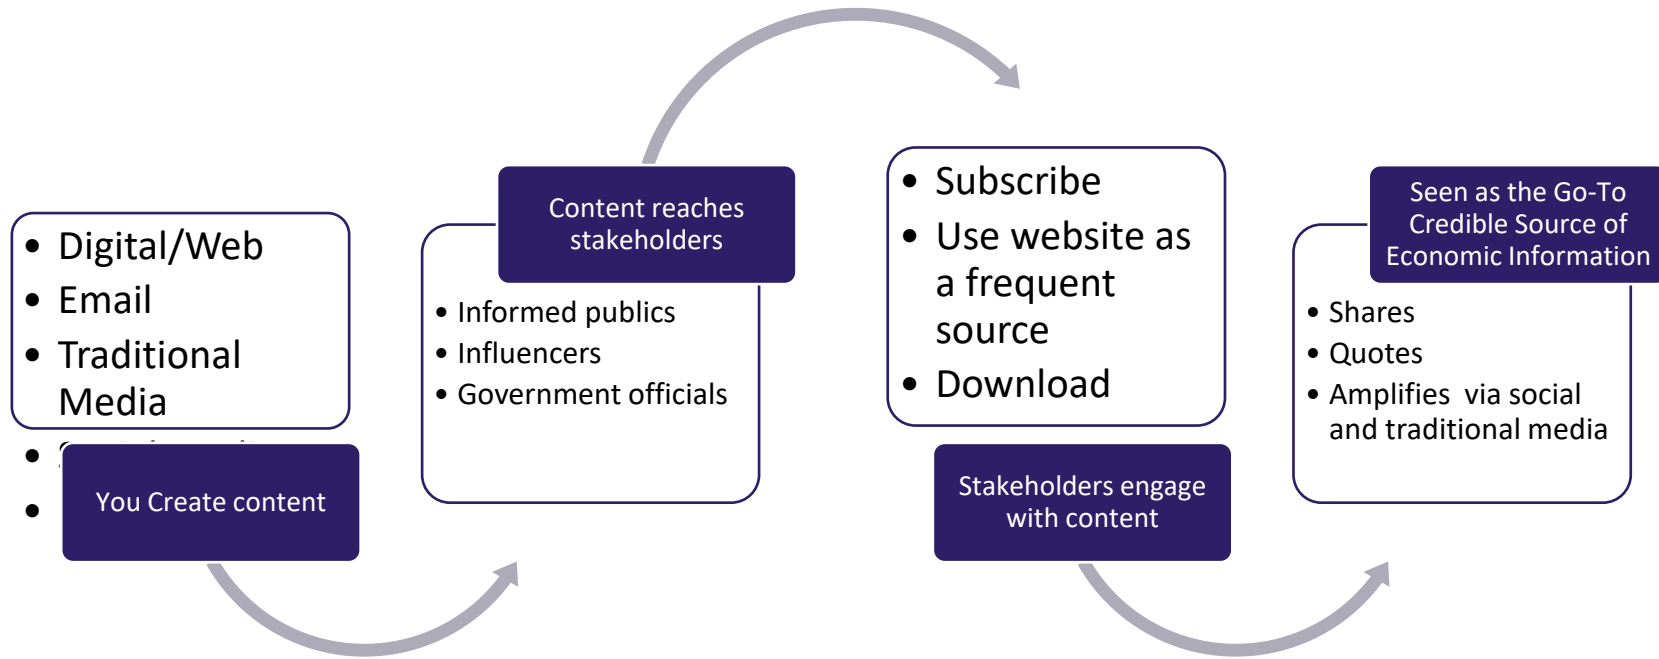 • Digital/Web
• Email
• Traditional
Media
•
•
You Create content
Content reaches
stakeholders
• Informed publics
• Influencers
• Government officials
• Subscribe
• Use website as
a frequent
source
• Download
Stakeholders engage
with content
Seen as the Go-To
Credible Source of
Economic Information
• Shares
• Quotes
• Amplifies  via social
and traditional media